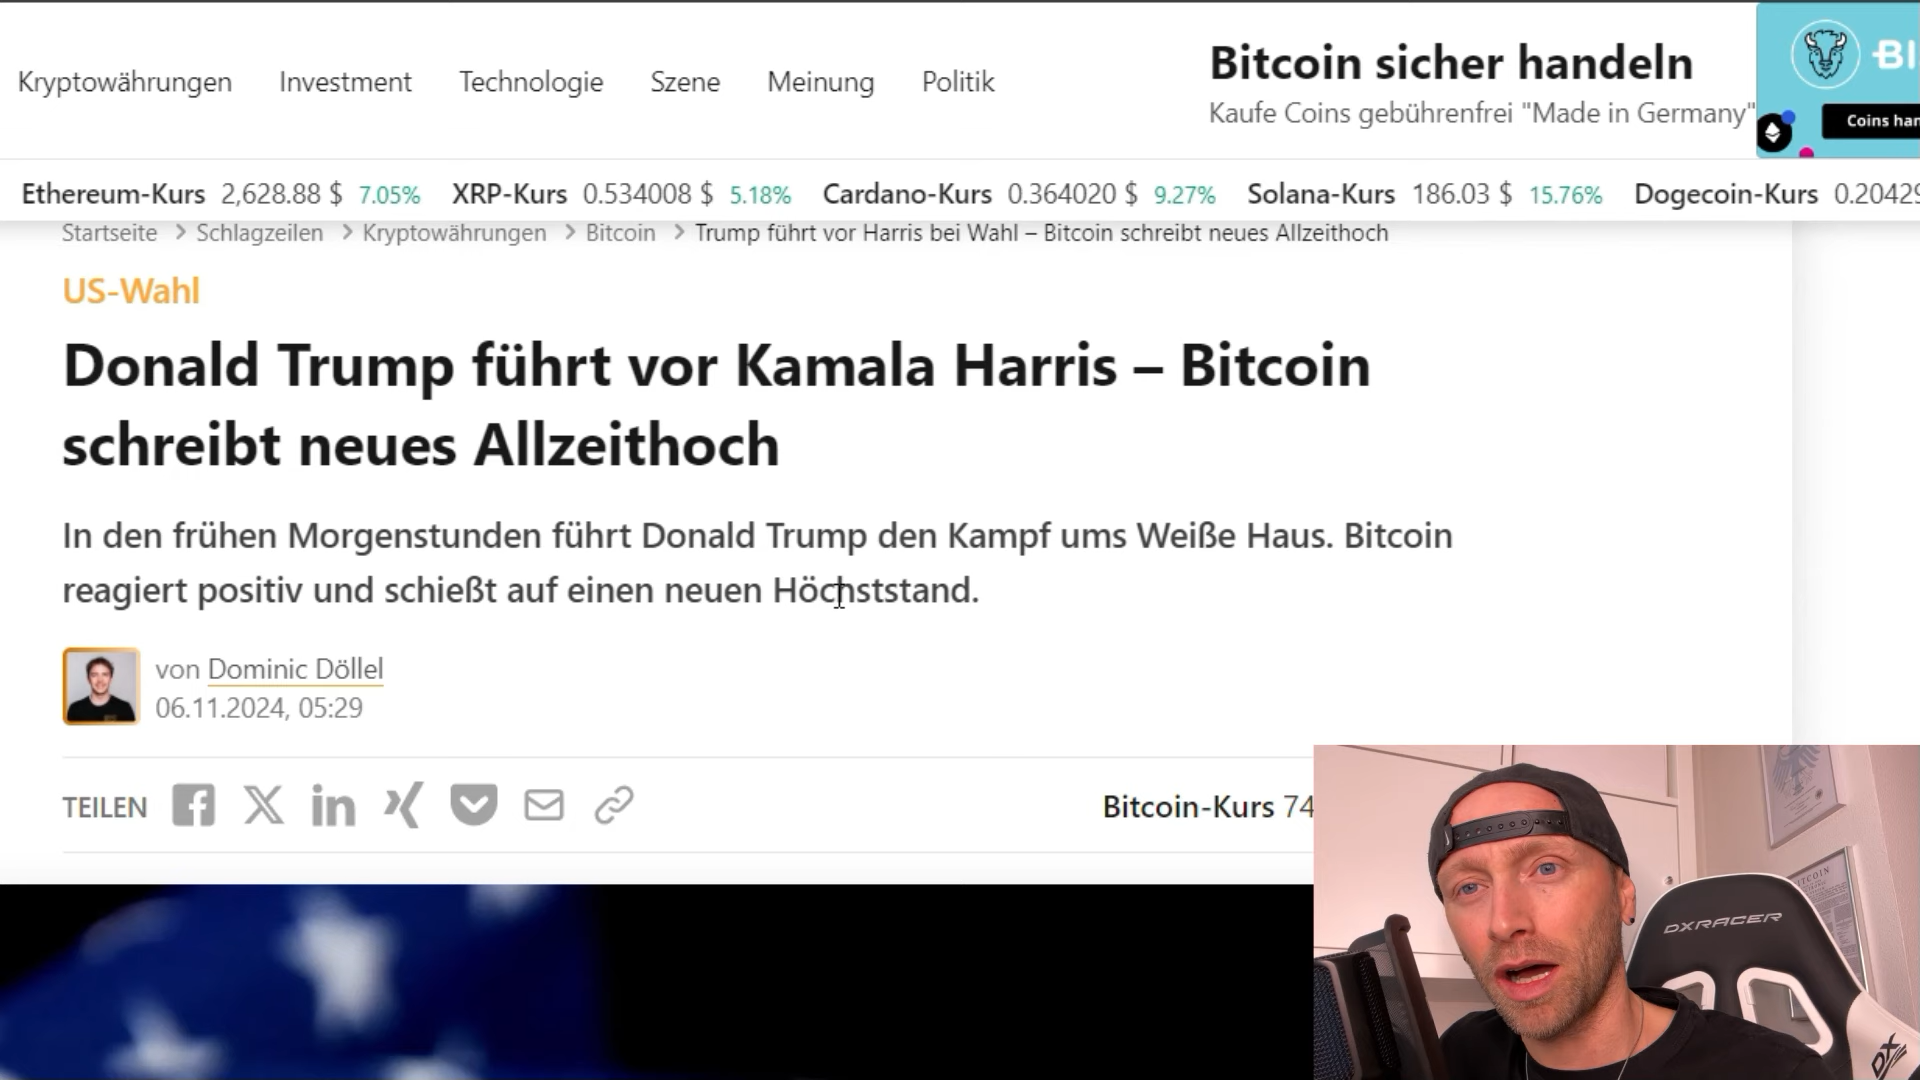 Kryptowährungen Investment Technologie Szene Meinung Politik
Bitcoin sicher handeln
Kaufe Coins gebührenfrei "Made in Germany"
BI
Coins han
Ethereum-Kurs 2,628.88 $ 7.05% XRP-Kurs 0.534008 $ 5.18% Cardano-Kurs 0.364020 $ 9.27% Solana-Kurs 186.03 $ 15.76% Dogecoin-Kurs 0.20429
Startseite > Schlagzeilen > Kryptowährungen > Bitcoin > Trump führt vor Harris bei Wahl – Bitcoin schreibt neues Allzeithoch
US-Wahl
Donald Trump führt vor Kamala Harris – Bitcoin
schreibt neues Allzeithoch
In den frühen Morgenstunden führt Donald Trump den Kampf ums Weiße Haus. Bitcoin
reagiert positiv und schießt auf einen neuen Höchststand.
von Dominic Döllel
06.11.2024, 05:29
TEILEN
Bitcoin-Kurs 74
DXRACER